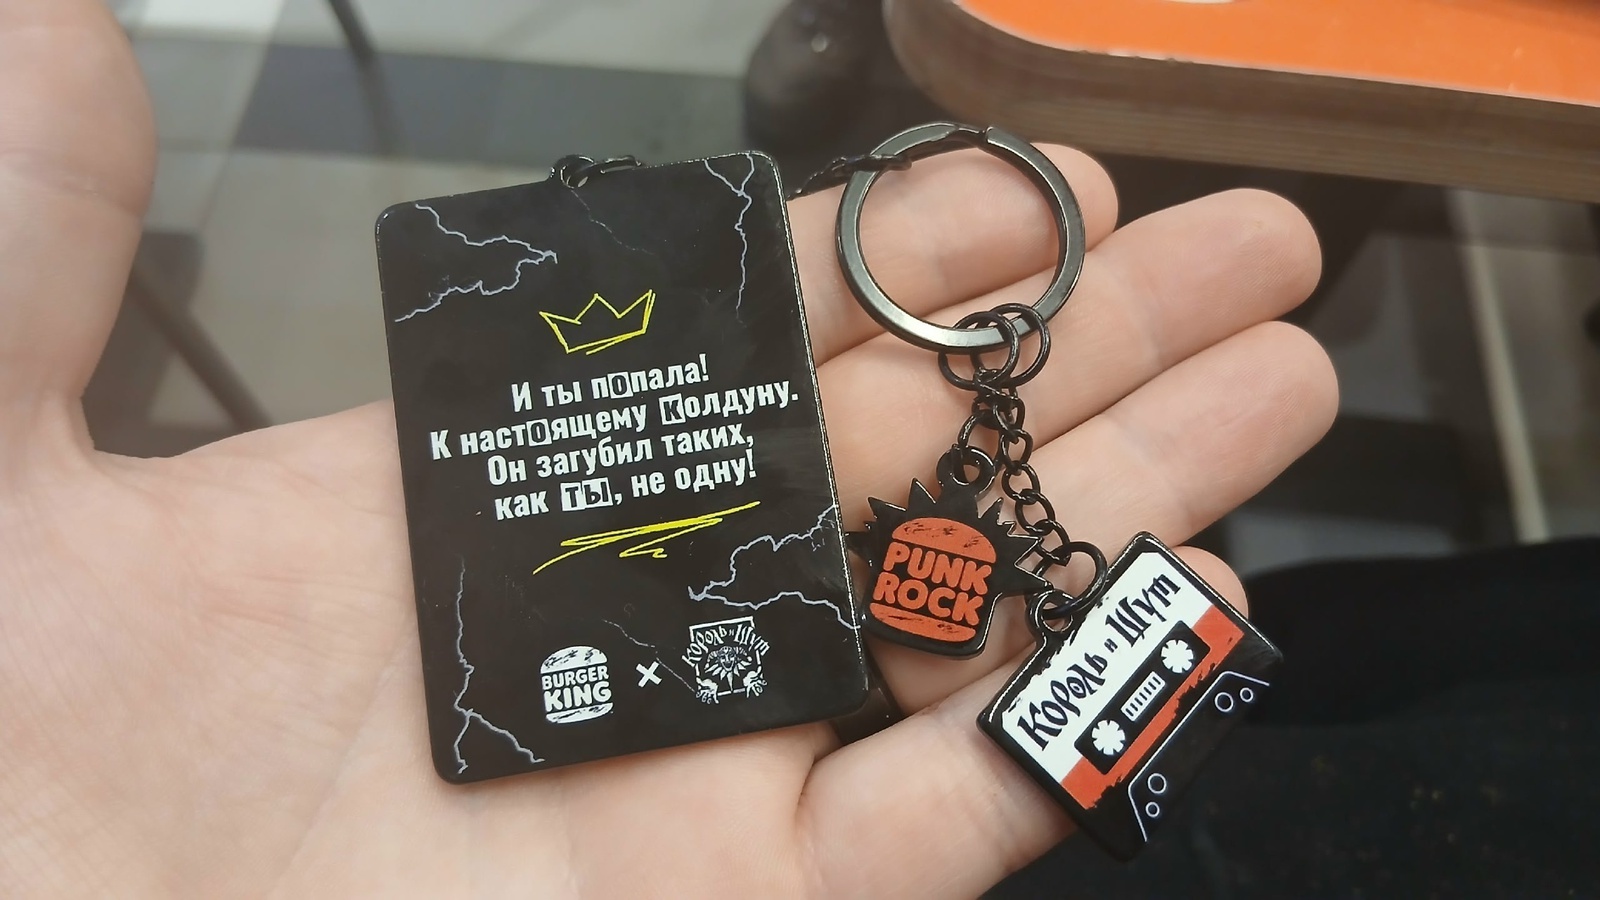 И ты попала!
К настоящему Колдуну.
Он загубил таких,
как ты, не одну!
BURGER
KING
×
Король и Шут
PUNK
ROCK
Король и Шут